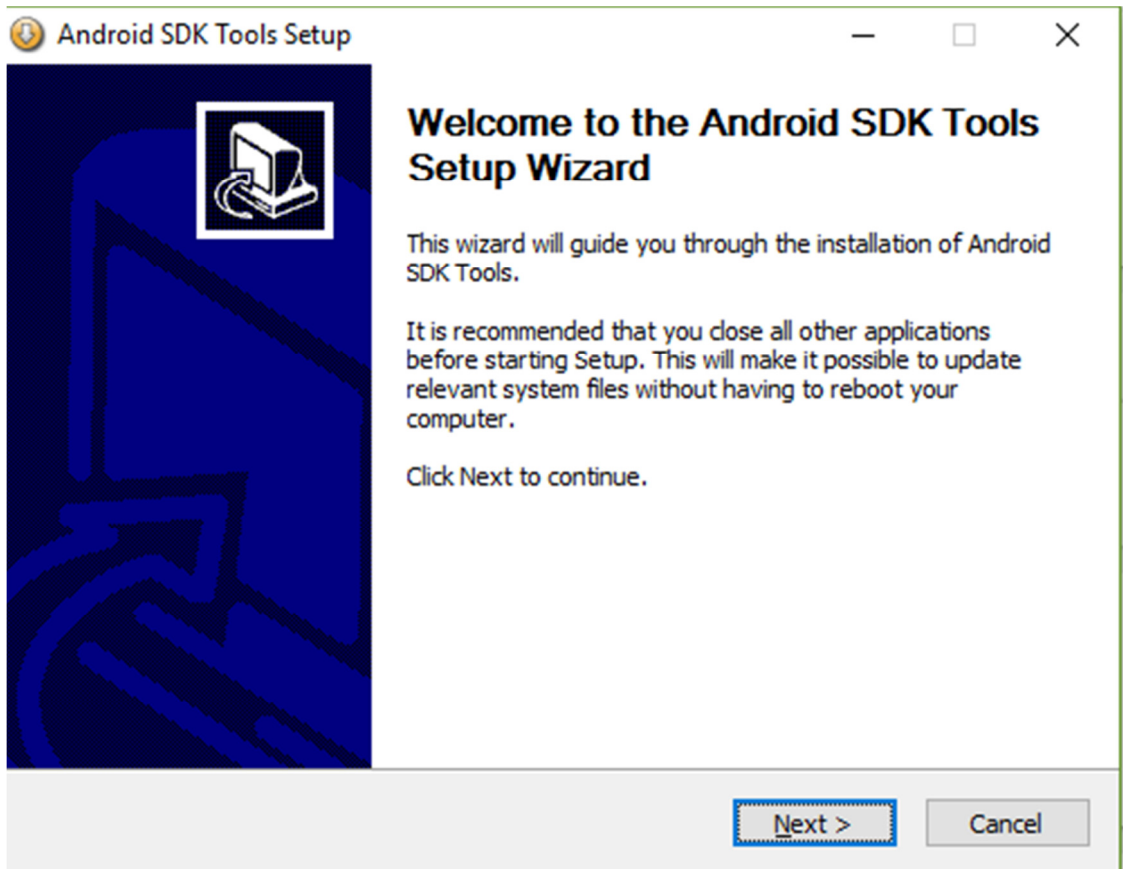 Android SDK Tools Setup
Welcome to the Android SDK Tools
Setup Wizard
This wizard will guide you through the installation of Android
SDK Tools.
It is recommended that you close all other applications
before starting Setup. This will make it possible to update
relevant system files without having to reboot your
computer.
Click Next to continue.
Next >
Cancel